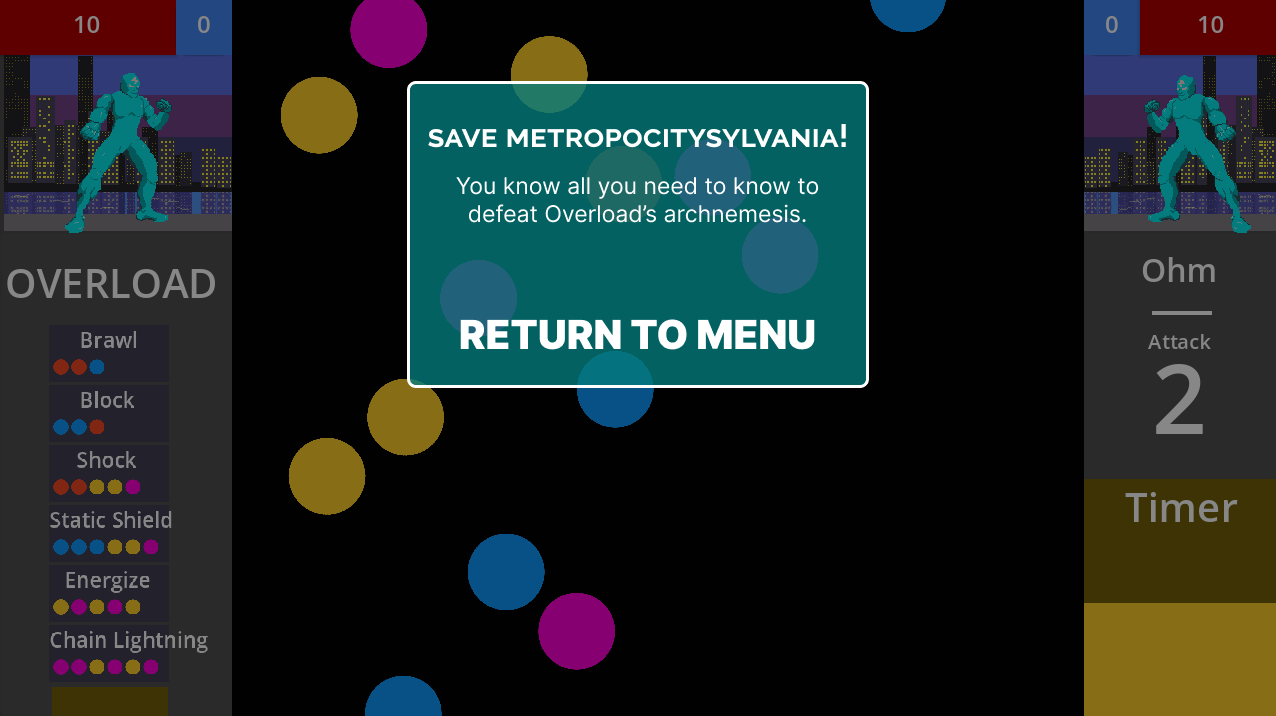 10
0
0
10
SAVE METROPOCITYSYLVANIA!
You know all you need to know to
defeat Overload’s archnemesis.
RETURN TO MENU
OVERLOAD
Brawl
Block
Shock
Static Shield
Energize
Chain Lightning
Ohm
Attack
2
Timer